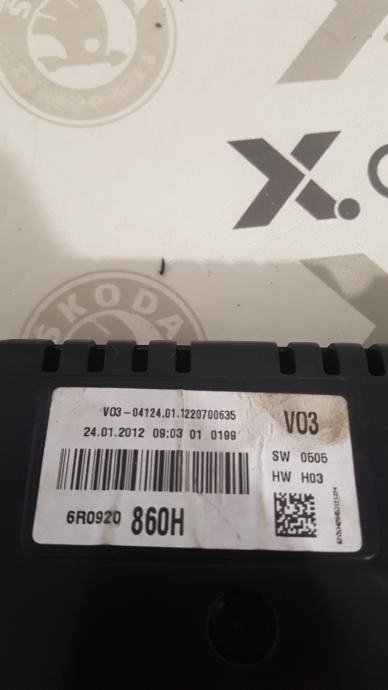 ŠKODA
X.
ŠKODA
V03-04124.01.1220700635
24.01.2012 09:03 01 0199
V03
SW 0505
HW H03
6R0920 860H